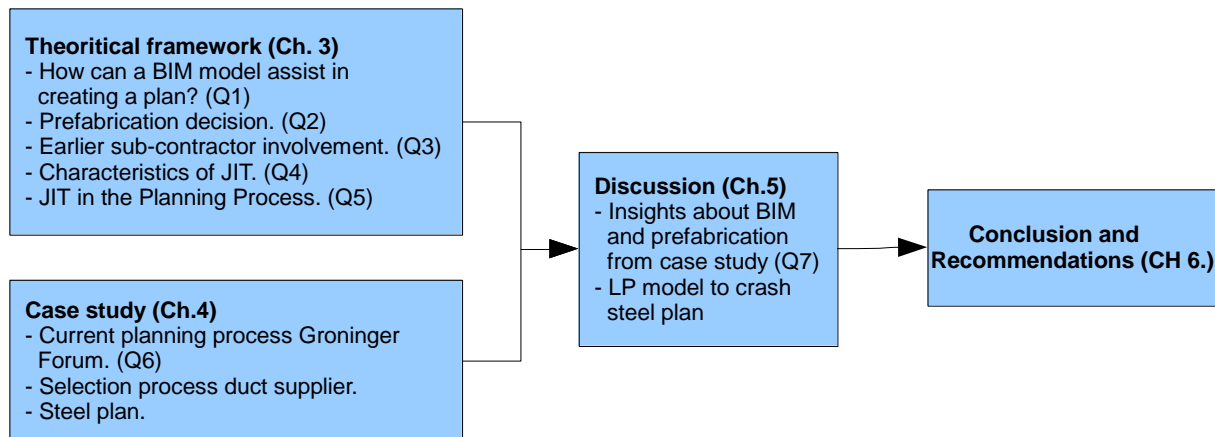 Theoritical framework (Ch. 3)
- How can a BIM model assist in
creating a plan? (Q1)
- Prefabrication decision. (Q2)
- Earlier sub-contractor involvement. (Q3)
- Characteristics of JIT. (Q4)
- JIT in the Planning Process. (Q5)
Case study (Ch.4)
- Current planning process Groninger
Forum. (Q6)
- Selection process duct supplier.
- Steel plan.
Discussion (Ch.5)
- Insights about BIM
and prefabrication
from case study (Q7)
- LP model to crash
steel plan
Conclusion and
Recommendations (CH 6.)